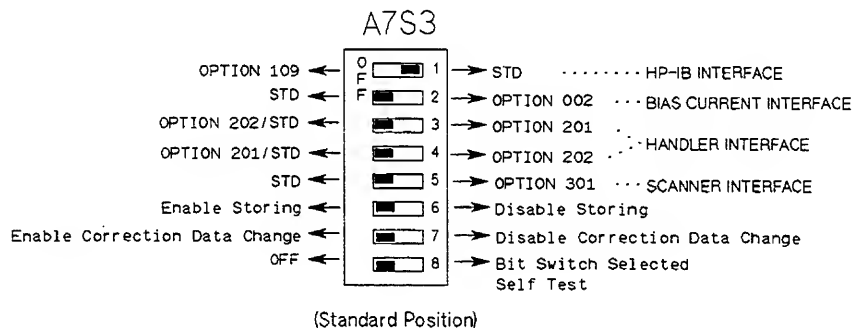 A7S3
OPTION 109 O F F 1 STD ....... HP-IB INTERFACE
STD 2 OPTION 002 ... BIAS CURRENT INTERFACE
OPTION 202/STD 3 OPTION 201
HANDLER INTERFACE
OPTION 201/STD 4 OPTION 202
STD 5 OPTION 301 ... SCANNER INTERFACE
Enable Storing 6 Disable Storing
Enable Correction Data Change 7 Disable Correction Data Change
OFF 8 Bit Switch Selected
Self Test
(Standard Position)